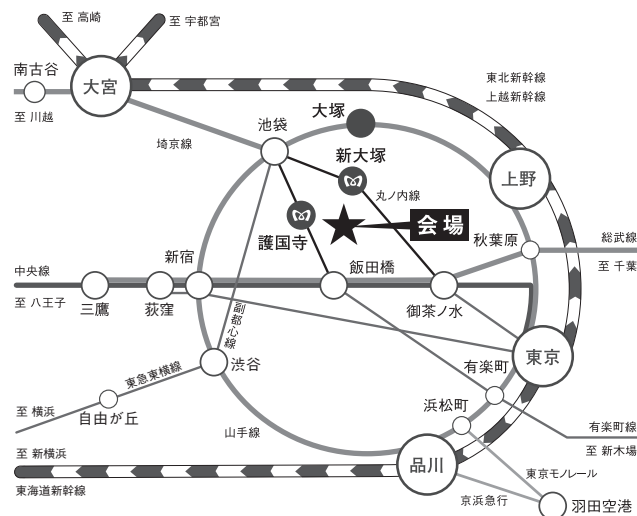 至 高崎
至 宇都宮
南古谷
大宮
至 川越
東北新幹線
上越新幹線
埼京線
池袋
大塚
新大塚
丸ノ内線
上野
護国寺
会場
秋葉原
総武線
至 千葉
新宿
飯田橋
中央線
至 八王子
三鷹
荻窪
御茶ノ水
副都心線
東京
渋谷
有楽町
東急東横線
至 横浜
自由が丘
浜松町
有楽町線
至 新木場
山手線
至 新横浜
品川
東京モノレール
東海道新幹線
京浜急行
羽田空港